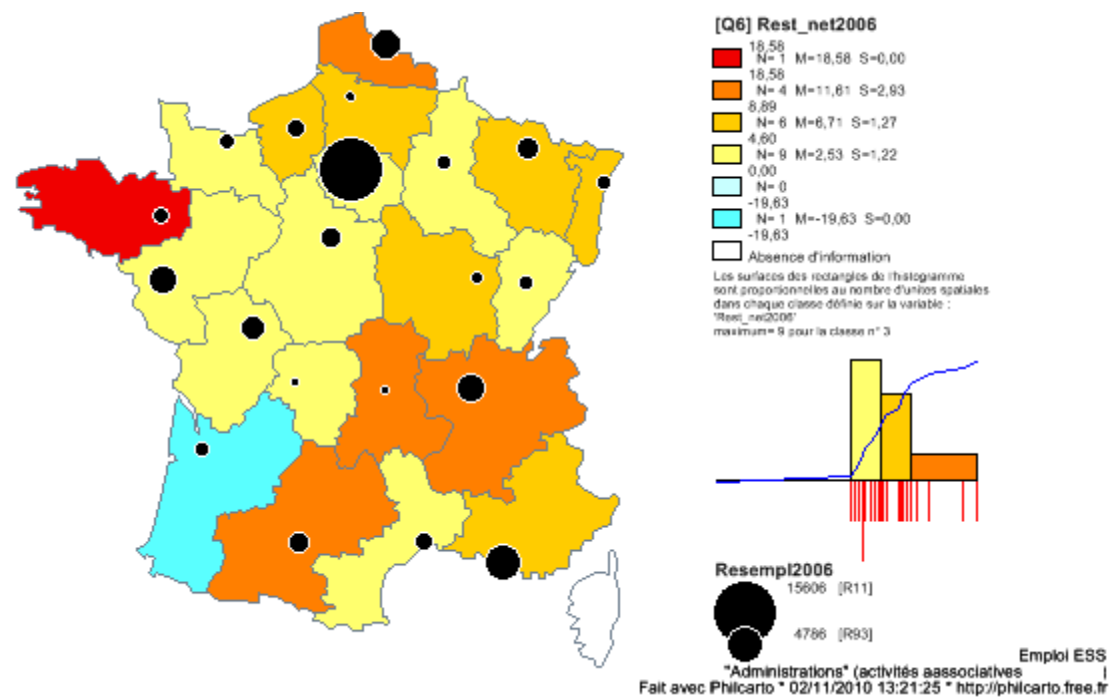 [Q6] Rest_net2006
18,58
N= 1 M=18,58 S=0,00
18,58
N= 4 M=11,61 S=2,93
8,89
N= 6 M=6,71 S=1,27
4,60
N= 9 M=2,53 S=1,22
0,00
N= 0
-19,63
N= 1 M=-19,63 S=0,00
-19,63
Absence d'information
Les surfaces des rectangles de l'histogramme
sont proportionnelles au nombre d'unites spatiales
dans chaque classe définie sur la variable :
'Rest_net2006'
maximum= 9 pour la classe n° 3
Resempl2006
15606 [R11]
4786 [R93]
Emploi ESS
"Administrations" (activités aassociatives |
Fait avec Philcarto * 02/11/2010 13:21:25 * http://philcarto.free.fr